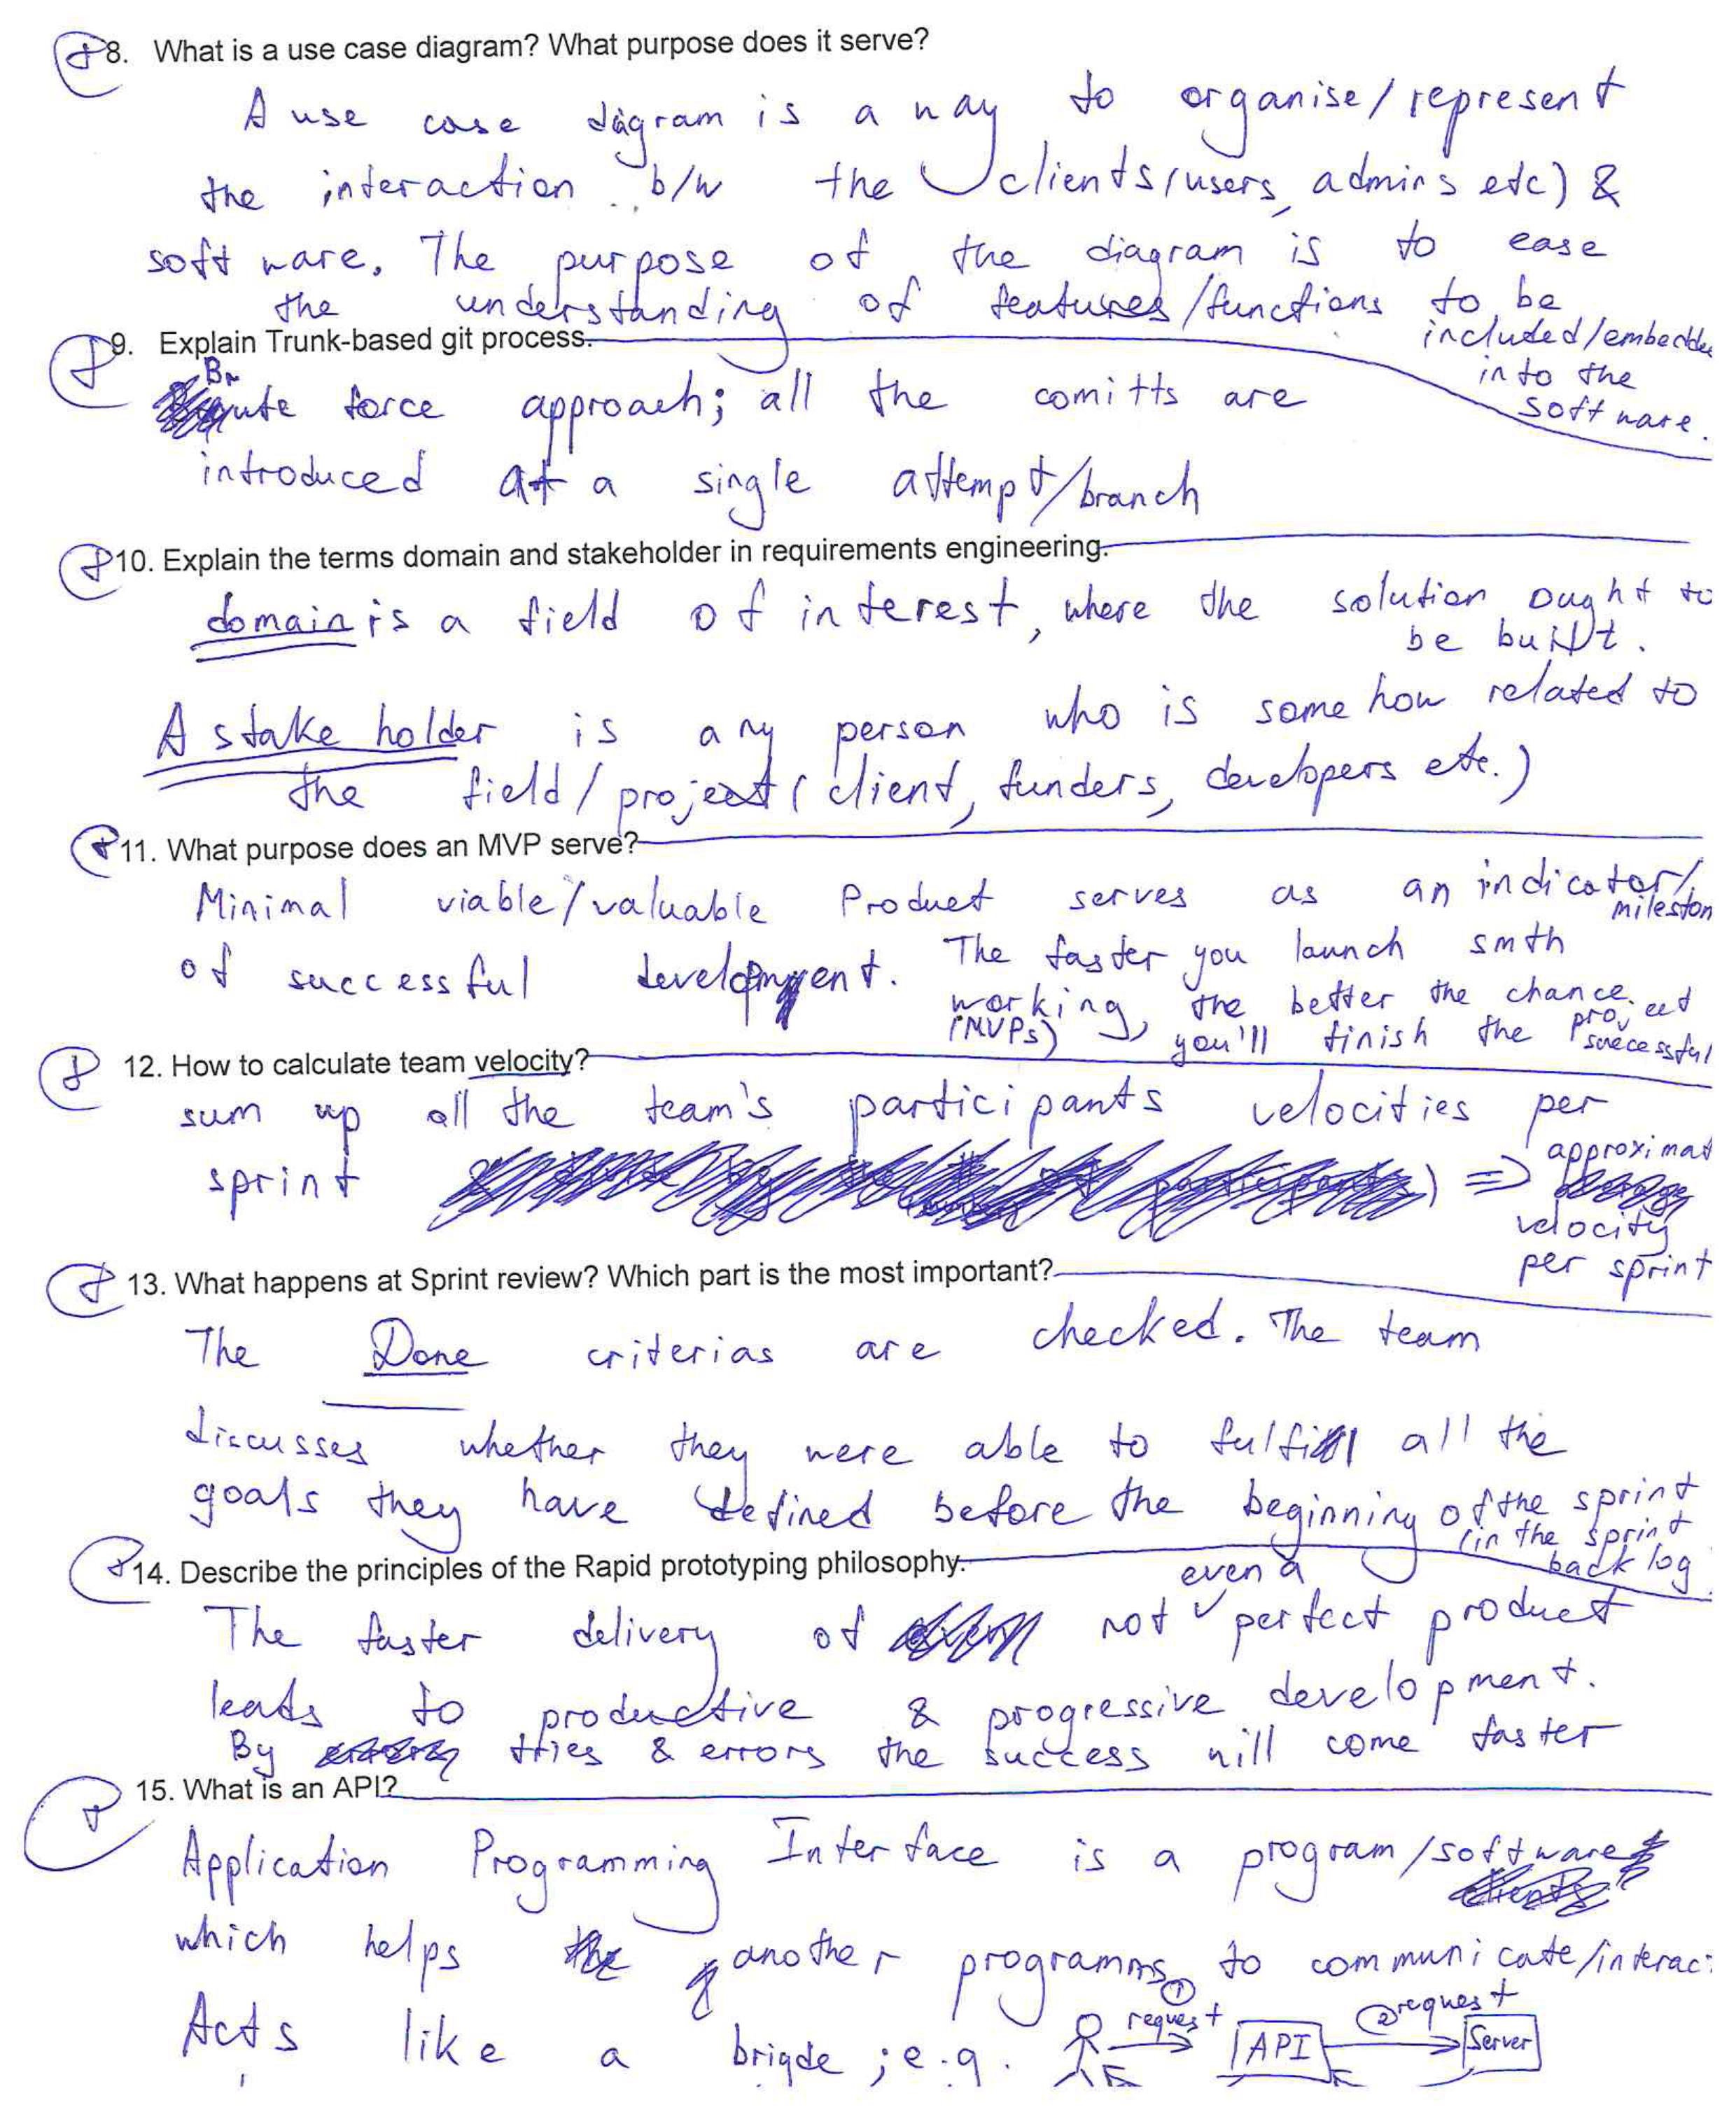 8. What is a use case diagram? What purpose does it serve?
A use case diagram is a way to organise/represent
the interaction b/w the clients (users, admins etc) &
software. The purpose of the diagram is to ease
the understanding of features/functions to be
included/embedde
into the
software.
9. Explain Trunk-based git process.
Brute force approach; all the comitts are
introduced at a single attempt/branch
10. Explain the terms domain and stakeholder in requirements engineering.
domain is a field of interest, where the solution ought to
be built.
A stake holder is any person who is somehow related to
the field/project (client, funders, developers etc.)
11. What purpose does an MVP serve?
Minimal viable/valuable Product serves as an indicator/
mileston
of successful development. The faster you launch smth
working, the better the chance
(MVPs) you'll finish the project
successful
12. How to calculate team velocity?
sum up all the team's participants velocities per
sprint ) => approximat
velocity
per sprint
13. What happens at Sprint review? Which part is the most important?
The Done criterias are checked. The team
discusses whether they were able to fulfill all the
goals they have defined before the beginning of the sprint
(in the sprint
back log
14. Describe the principles of the Rapid prototyping philosophy.
The faster delivery of not even a perfect product
leads to productive & progressive development.
By tries & errors the success will come faster
15. What is an API?
Application Programming Interface is a program/software
which helps another programms to communicate/interac
Acts like a brigde; e.g. ① request API ② request Server